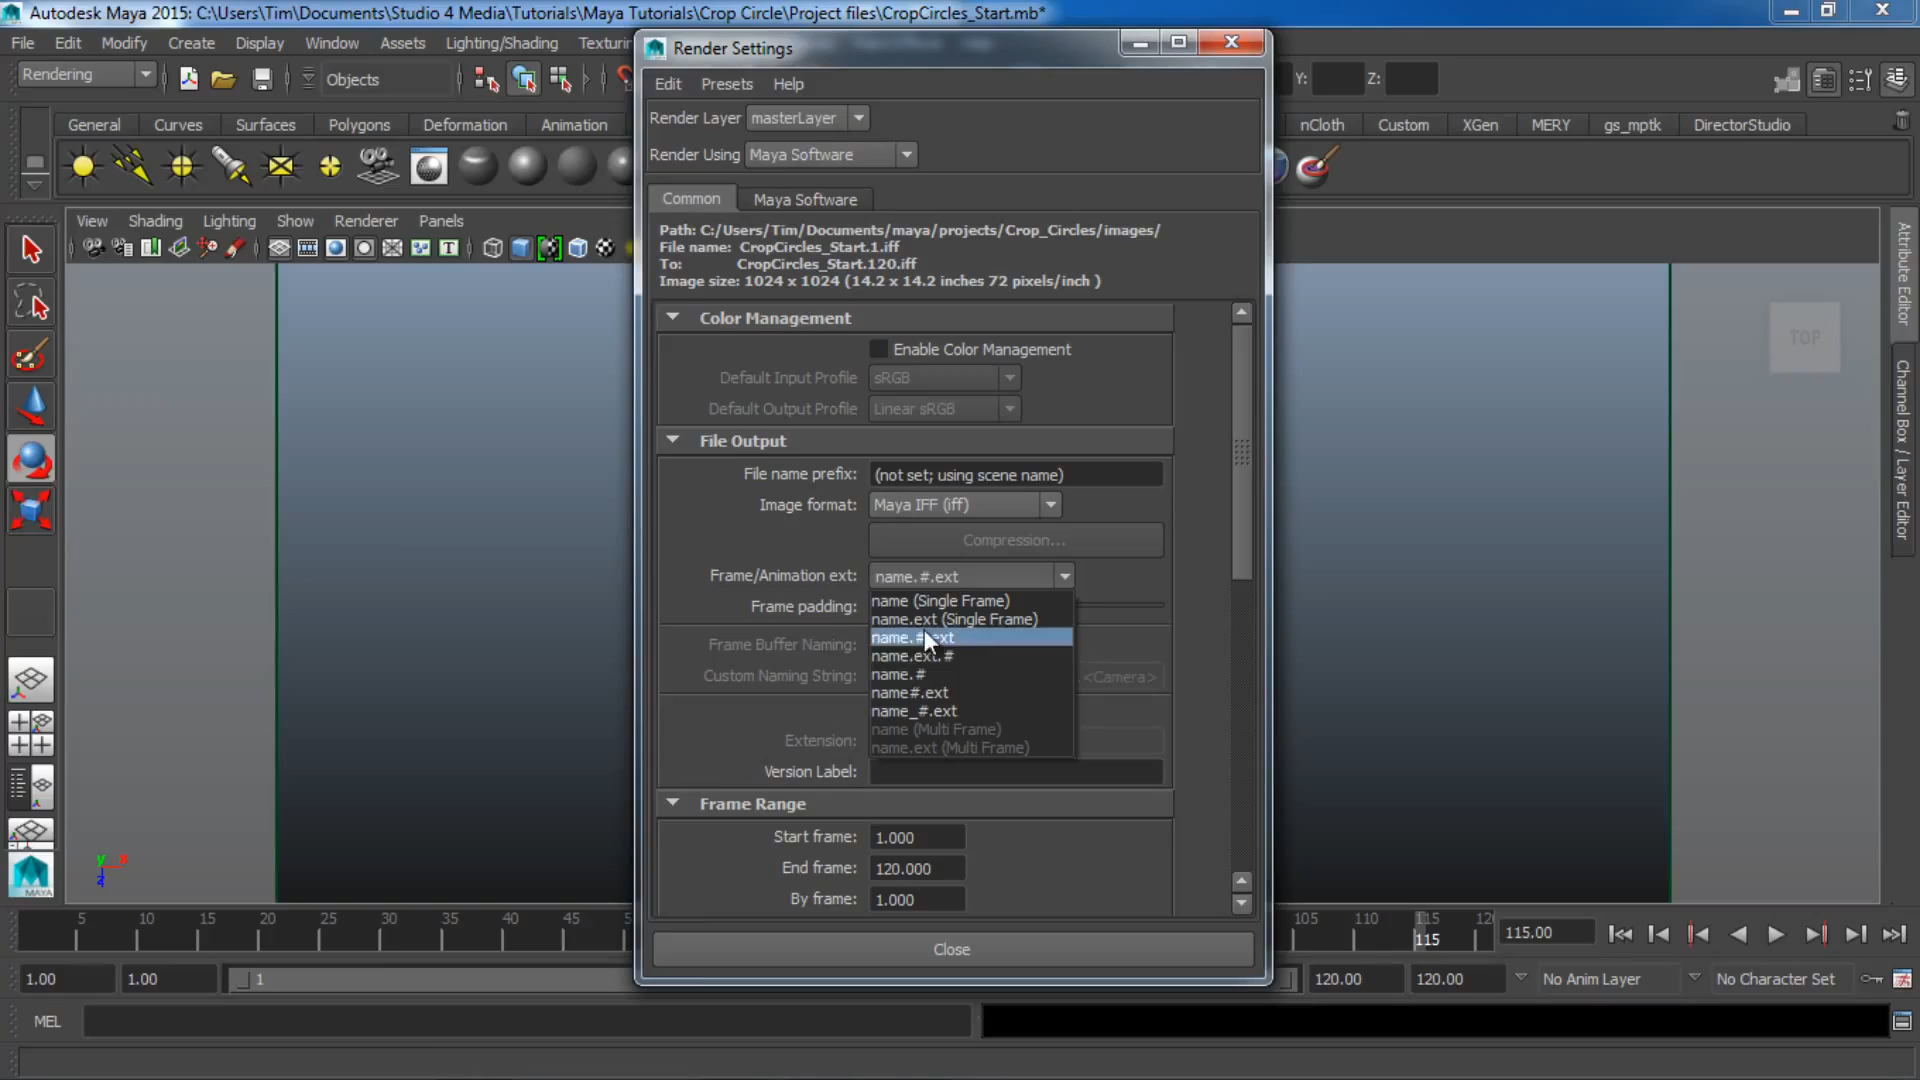 Autodesk Maya 2015: C:\Users\Tim\Documents\Studio 4 Media\Tutorials\Maya Tutorials\Crop Circle\Project files\CropCircles_Start.mb*
File Edit Modify Create Display Window Assets Lighting/Shading Texturin
Render Settings
Edit Presets Help
Rendering
Objects
Y:
Z:
Render Layer masterLayer
General Curves Surfaces Polygons Deformation Animation
nCloth Custom XGen MERY gs_mptk DirectorStudio
Render Using Maya Software
Common Maya Software
View Shading Lighting Show Renderer Panels
Path: C:/Users/Tim/Documents/maya/projects/Crop_Circles/images/
File name: CropCircles_Start.1.iff
To: CropCircles_Start.120.iff
Image size: 1024 x 1024 (14.2 x 14.2 inches 72 pixels/inch )
Color Management
Enable Color Management
Default Input Profile sRGB
Default Output Profile Linear sRGB
File Output
File name prefix: (not set; using scene name)
Image format: Maya IFF (iff)
Compression...
Frame/Animation ext: name.#.ext
Frame padding:
name (Single Frame)
name.ext (Single Frame)
name.#.ext
name.ext.#
name.#
name#.ext
name_#.ext
name (Multi Frame)
name.ext (Multi Frame)
Frame Buffer Naming:
Custom Naming String: <Camera>
Extension:
Version Label:
Frame Range
Start frame: 1.000
End frame: 120.000
By frame: 1.000
Close
TOP
Attribute Editor
Channel Box / Layer Editor
y x
z
MAYA
5 10 15 20 25 30 35 40 45 5
105 110 115 12
115
115.00
1.00 1.00 1
120.00 120.00 No Anim Layer No Character Set
MEL